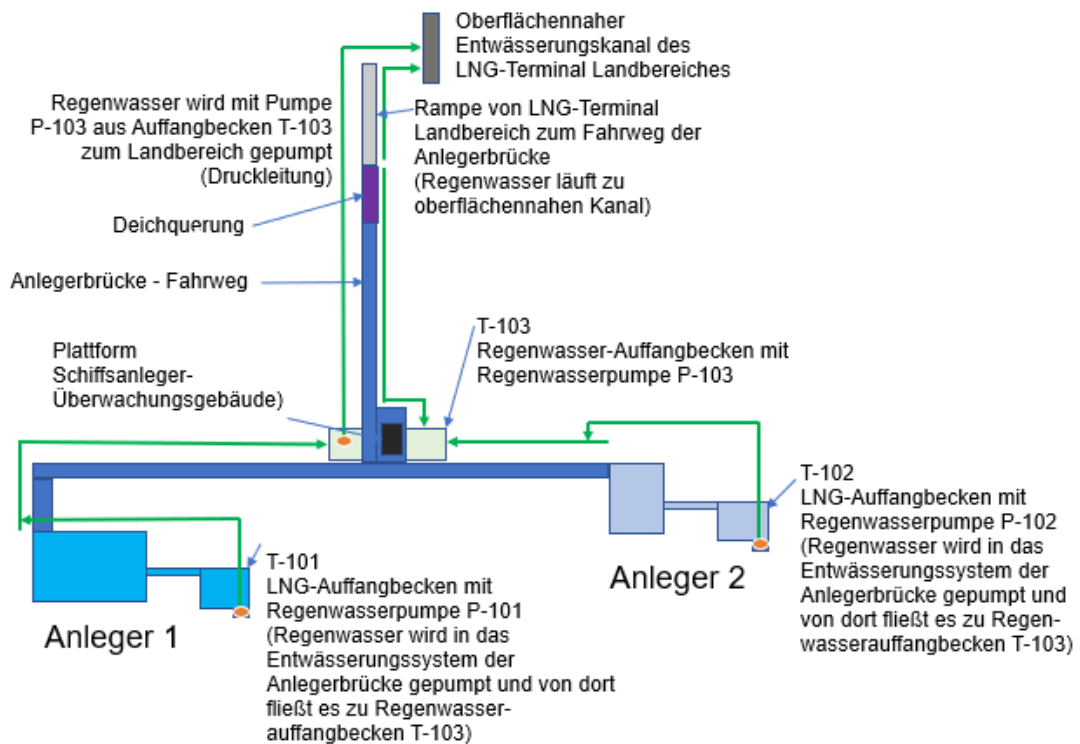 Oberflächennaher
Entwässerungskanal des
LNG-Terminal Landbereiches
Regenwasser wird mit Pumpe
P-103 aus Auffangbecken T-103
zum Landbereich gepumpt
(Druckleitung)
Rampe von LNG-Terminal
Landbereich zum Fahrweg der
Anlegerbrücke
(Regenwasser läuft zu
oberflächennahen Kanal)
Deichquerung
Anlegerbrücke - Fahrweg
Plattform
Schiffsanleger-
Überwachungsgebäude)
T-103
Regenwasser-Auffangbecken mit
Regenwasserpumpe P-103
T-102
LNG-Auffangbecken mit
Regenwasserpumpe P-102
(Regenwasser wird in das
Entwässerungssystem der
Anlegerbrücke gepumpt und
von dort fließt es zu Regen-
wasserauffangbecken T-103)
Anleger 2
T-101
LNG-Auffangbecken mit
Regenwasserpumpe P-101
(Regenwasser wird in das
Entwässerungssystem der
Anlegerbrücke gepumpt und von dort
fließt es zu Regenwasser-
auffangbecken T-103)
Anleger 1